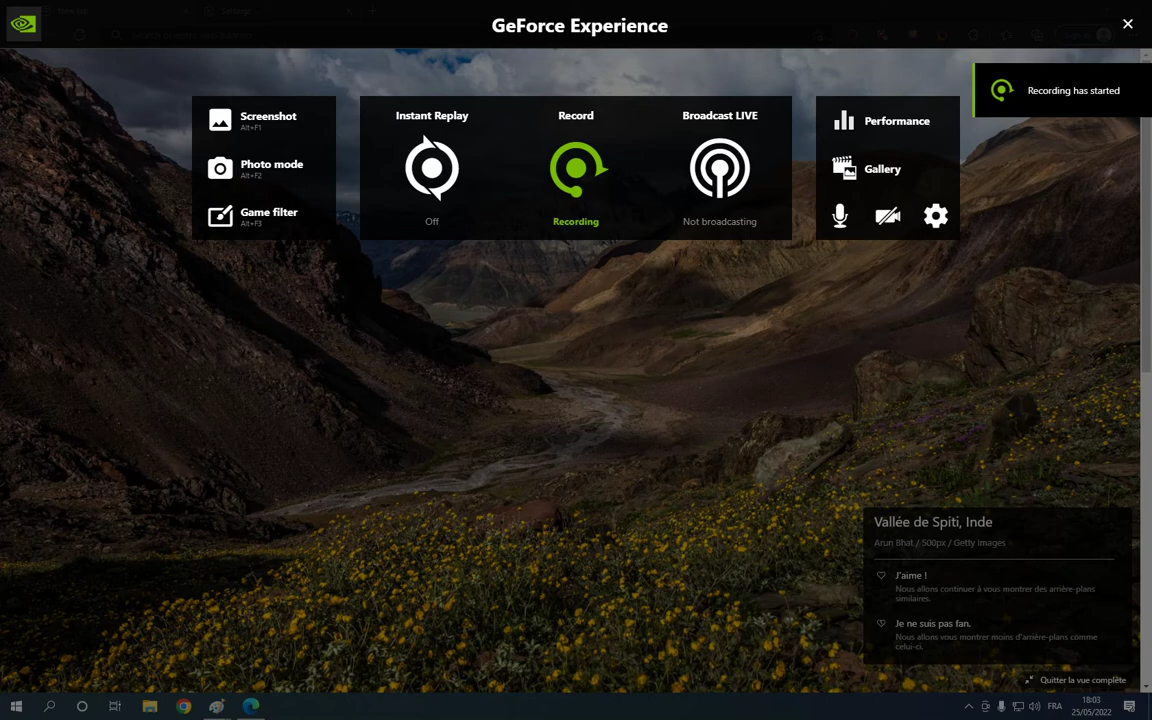 GeForce Experience
Recording has started
Screenshot
Alt+F1
Photo mode
Alt+F2
Game filter
Alt+F3
Instant Replay
Off
Record
Recording
Broadcast LIVE
Not broadcasting
Performance
Gallery
Vallée de Spiti, Inde
Arun Bhat / 500px / Getty Images
J'aime !
Nous allons continuer à vous montrer des arrière-plans
similaires.
Je ne suis pas fan.
Nous allons vous montrer moins d'arrière-plans comme
celui-ci.
Quitter la vue complète
FRA
18:03
25/05/2022